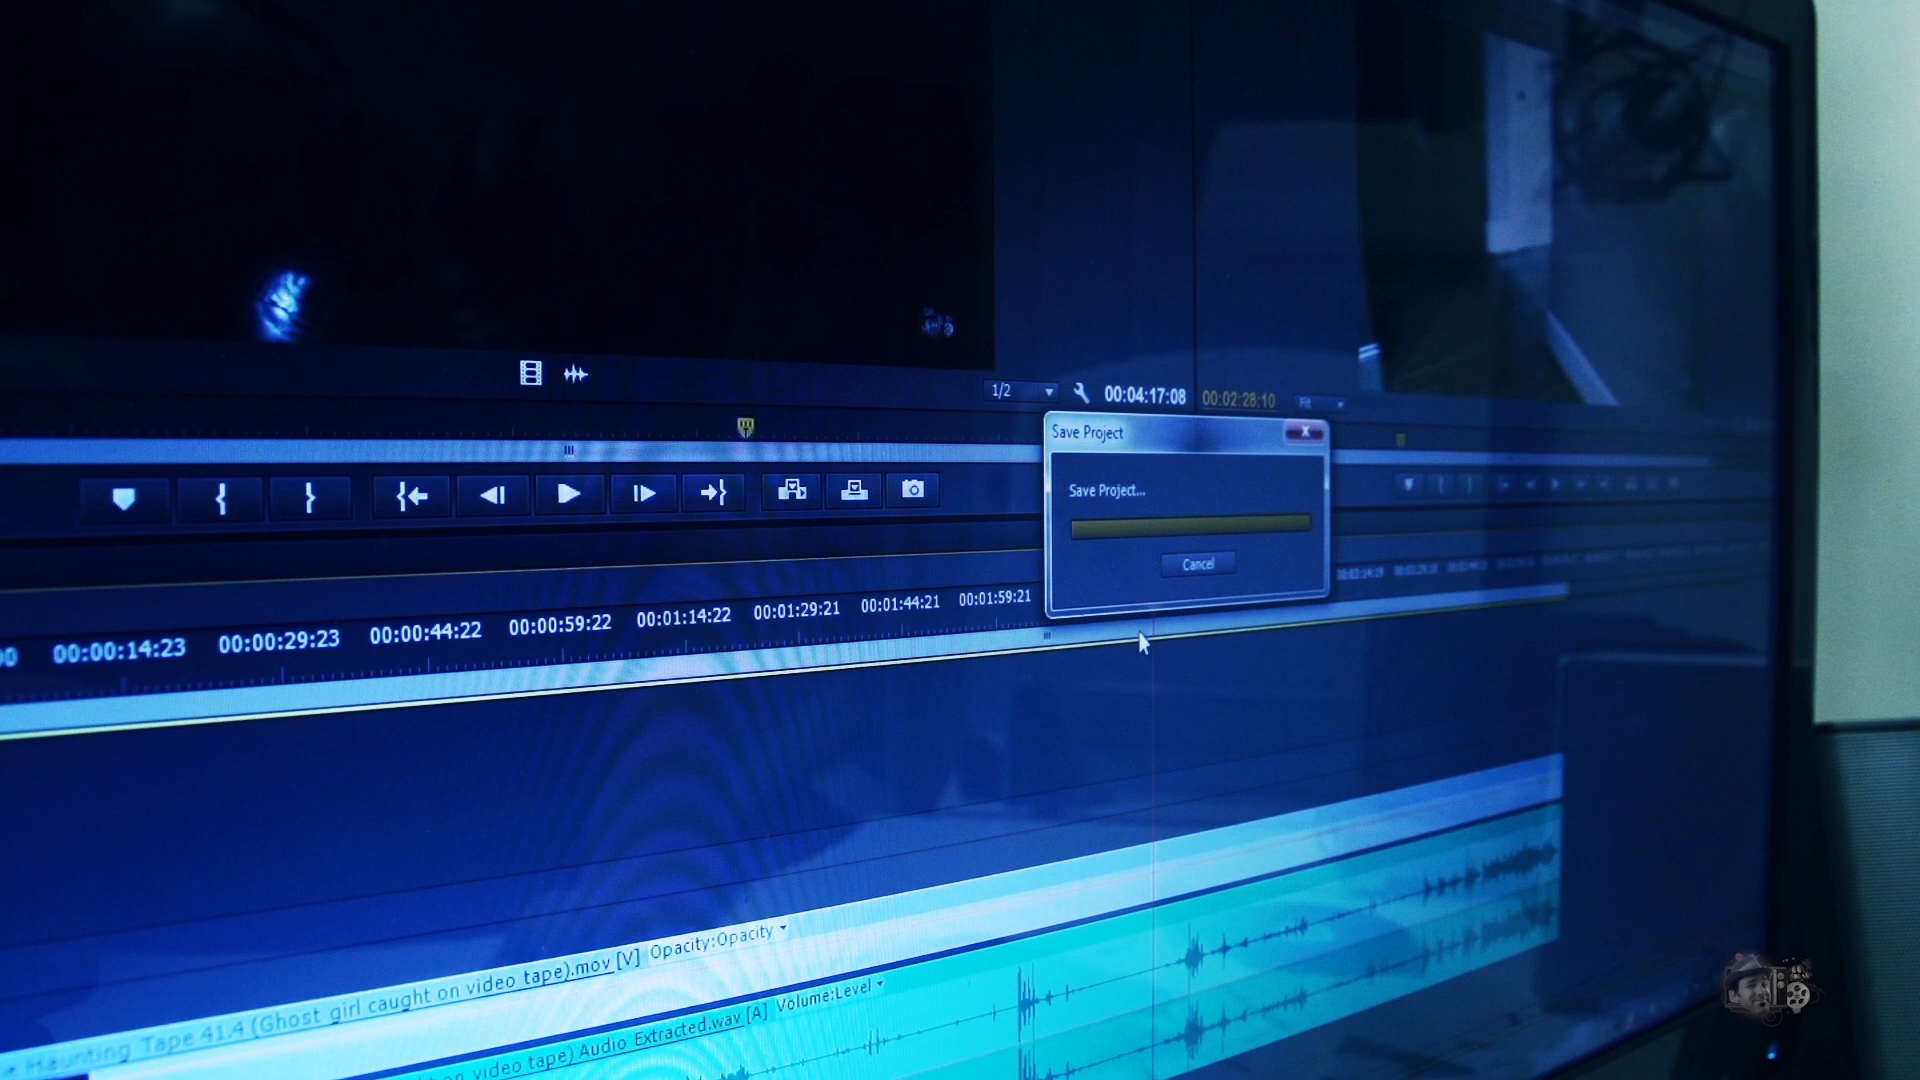 1/2
00:04:17:08
00:02:28:10
Fit
Save Project
Save Project...
Cancel
00:00:14:23
00:00:29:23
00:00:44:22
00:00:59:22
00:01:14:22
00:01:29:21
00:01:44:21
00:01:59:21
Haunting Tape 41.4 (Ghost girl caught on video tape).mov [V] Opacity:Opacity
on video tape) Audio Extracted.wav [A] Volume:Level